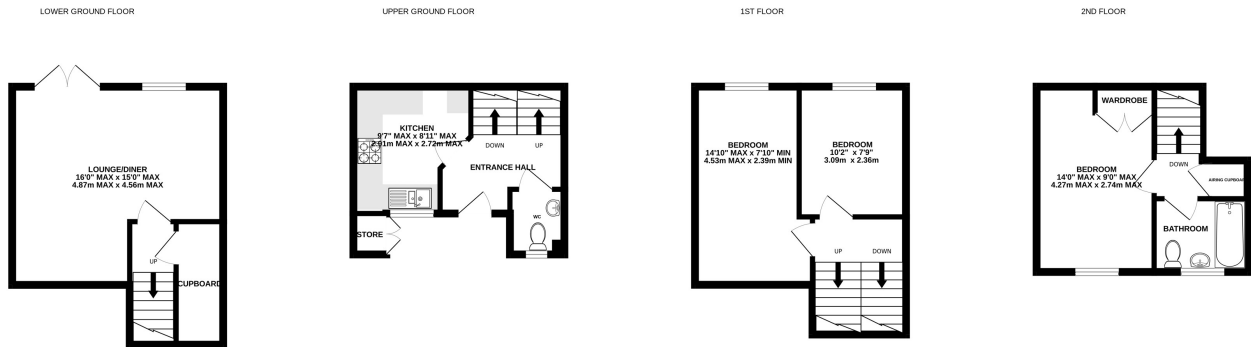 LOWER GROUND FLOOR
UPPER GROUND FLOOR
1ST FLOOR
2ND FLOOR
LOUNGE/DINER
16'0" MAX x 15'0" MAX
4.87m MAX x 4.56m MAX
UP
CUPBOARD
KITCHEN
9'7" MAX x 8'11" MAX
2.91m MAX x 2.72m MAX
DOWN
UP
ENTRANCE HALL
WC
STORE
BEDROOM
14'10" MAX x 7'10" MIN
4.53m MAX x 2.39m MIN
BEDROOM
10'2" x 7'9"
3.09m x 2.36m
UP
DOWN
WARDROBE
BEDROOM
14'0" MAX x 9'0" MAX
4.27m MAX x 2.74m MAX
DOWN
AIRING CUPBOARD
BATHROOM